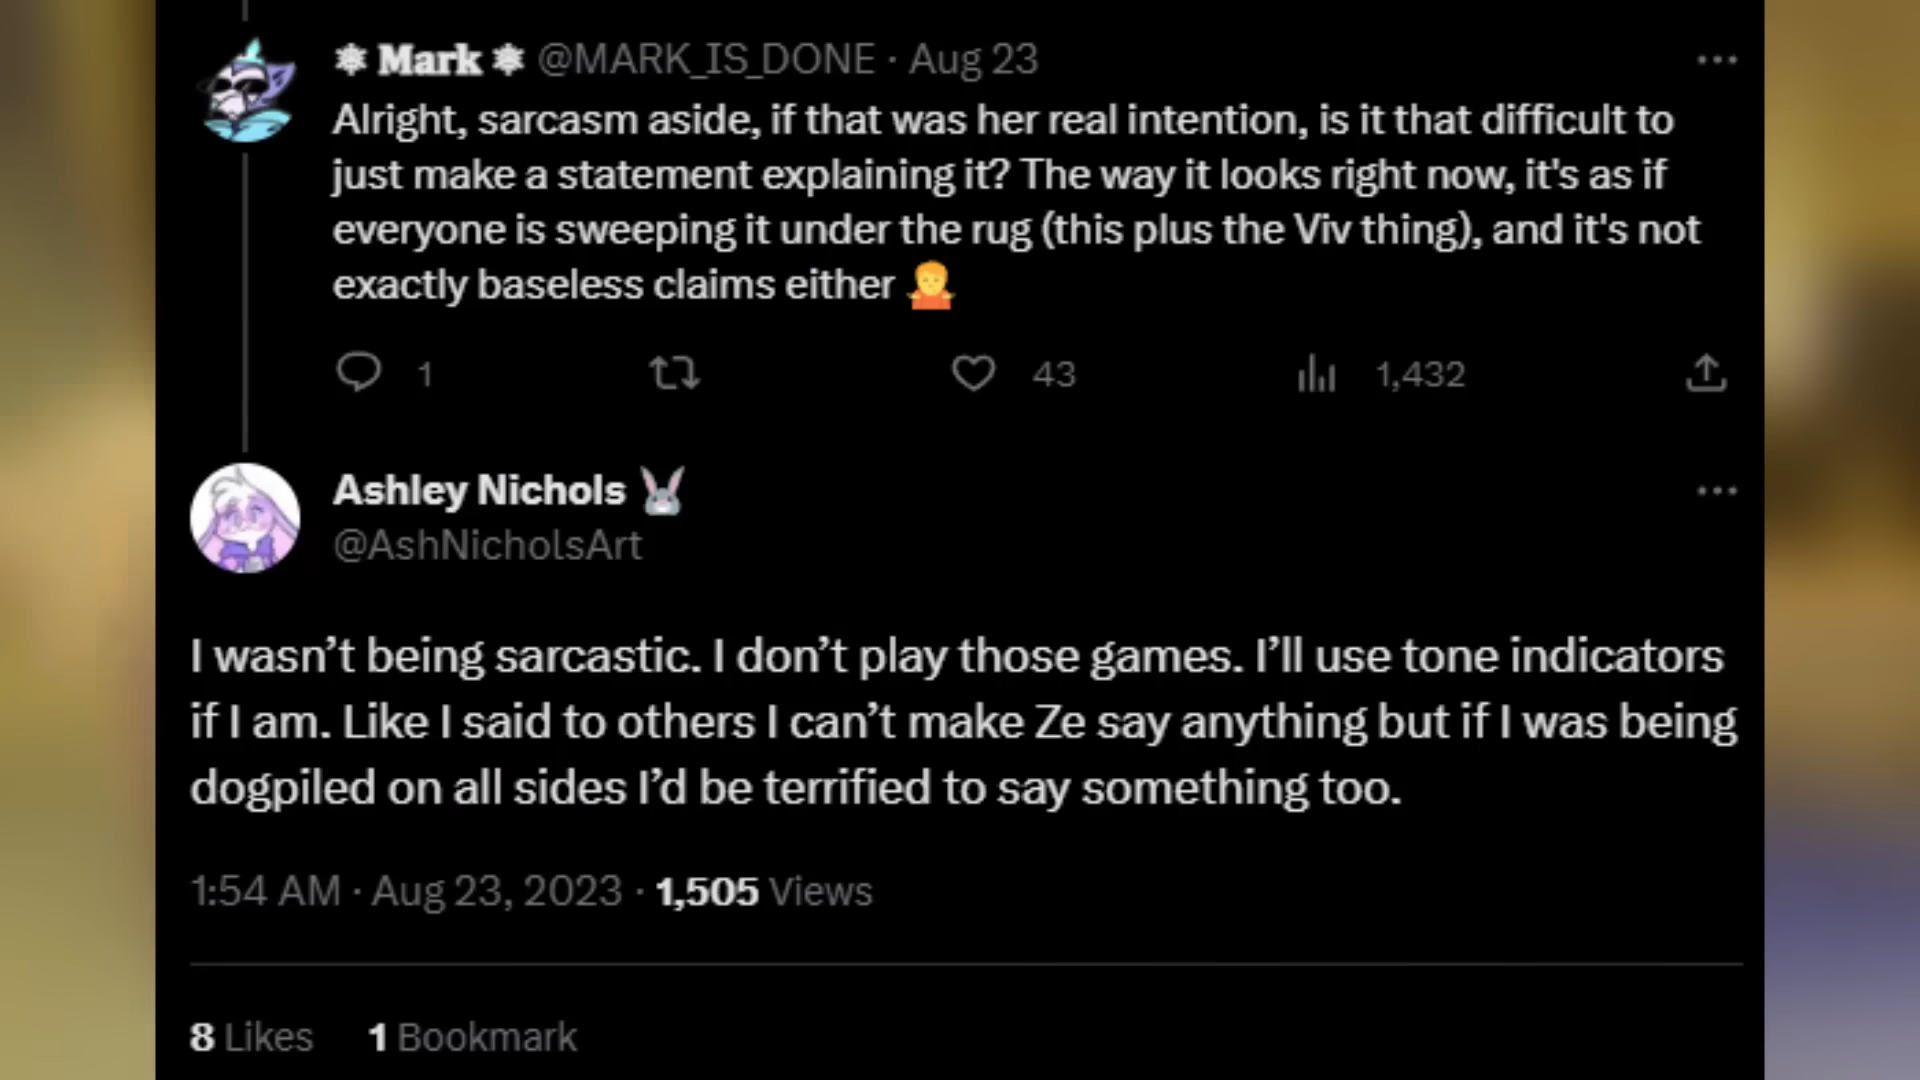 Mark @MARK_IS_DONE · Aug 23
Alright, sarcasm aside, if that was her real intention, is it that difficult to
just make a statement explaining it? The way it looks right now, it's as if
everyone is sweeping it under the rug (this plus the Viv thing), and it's not
exactly baseless claims either 🤷
1 43 1,432
Ashley Nichols 🐰
@AshNicholsArt
I wasn’t being sarcastic. I don’t play those games. I’ll use tone indicators
if I am. Like I said to others I can’t make Ze say anything but if I was being
dogpiled on all sides I’d be terrified to say something too.
1:54 AM · Aug 23, 2023 · 1,505 Views
8 Likes 1 Bookmark